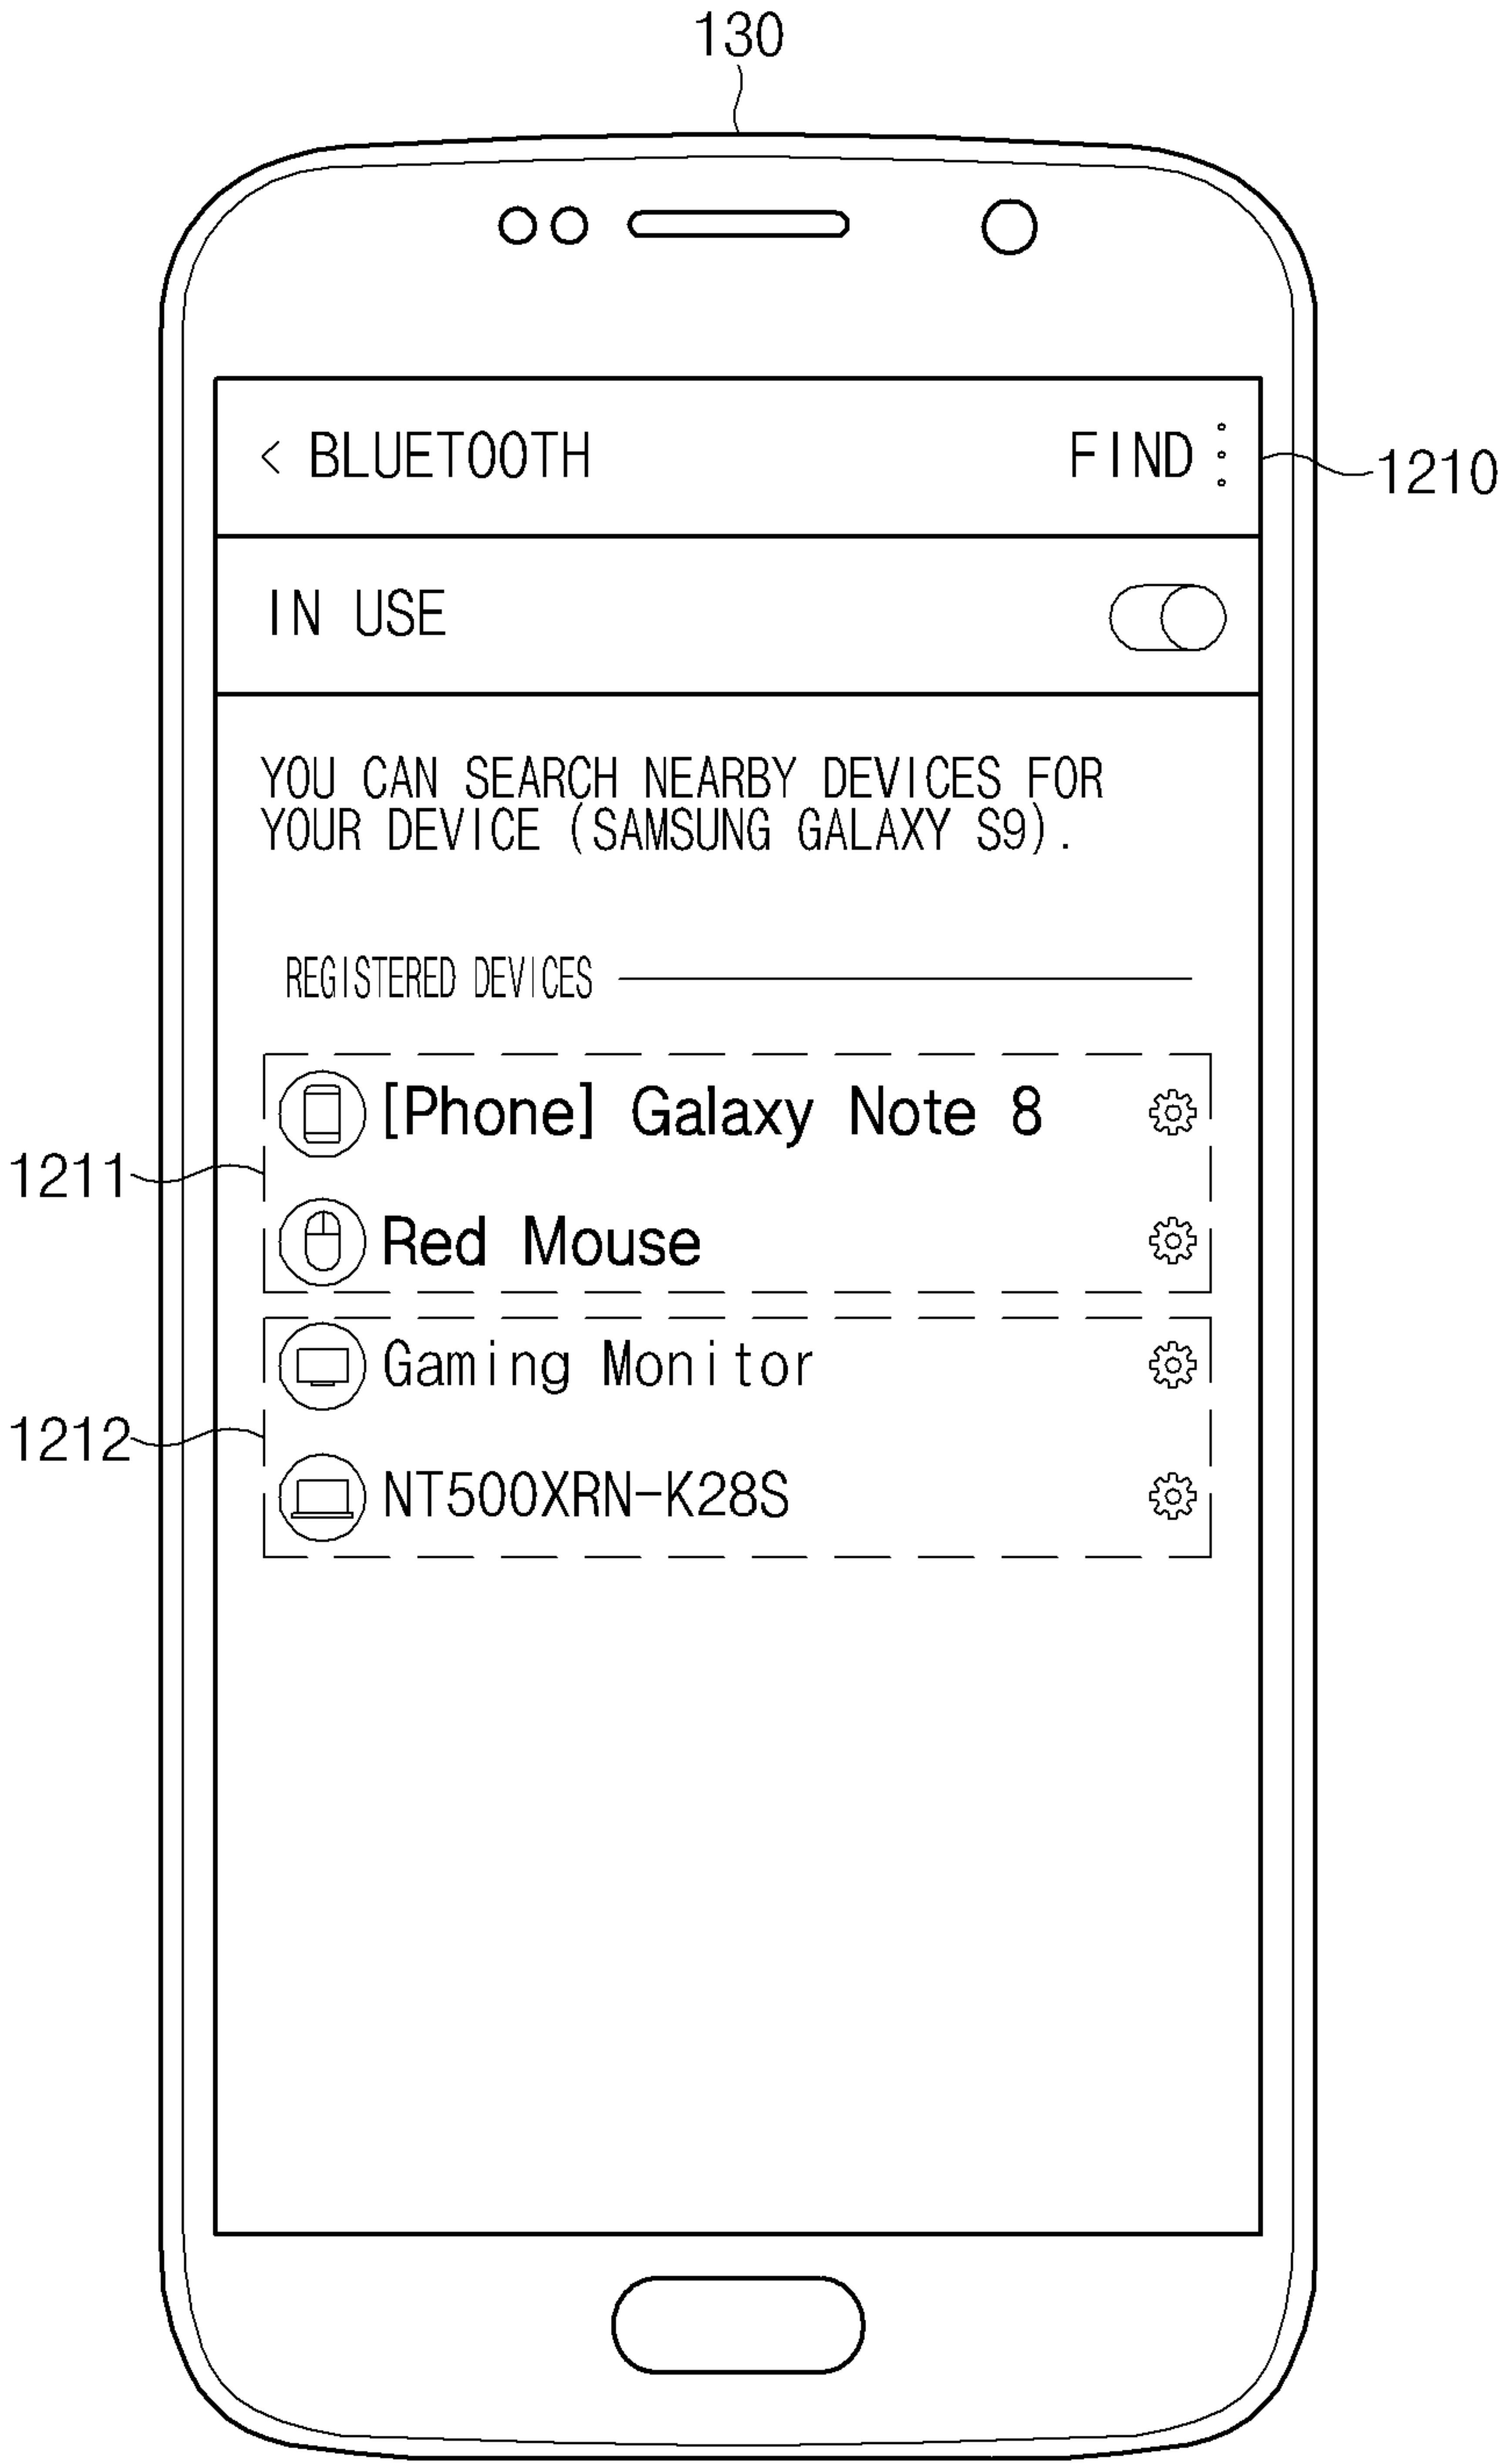 130
< BLUETOOTH FIND
1210
IN USE
YOU CAN SEARCH NEARBY DEVICES FOR
YOUR DEVICE (SAMSUNG GALAXY S9).
REGISTERED DEVICES
[Phone] Galaxy Note 8
1211
Red Mouse
Gaming Monitor
1212
NT500XRN-K28S